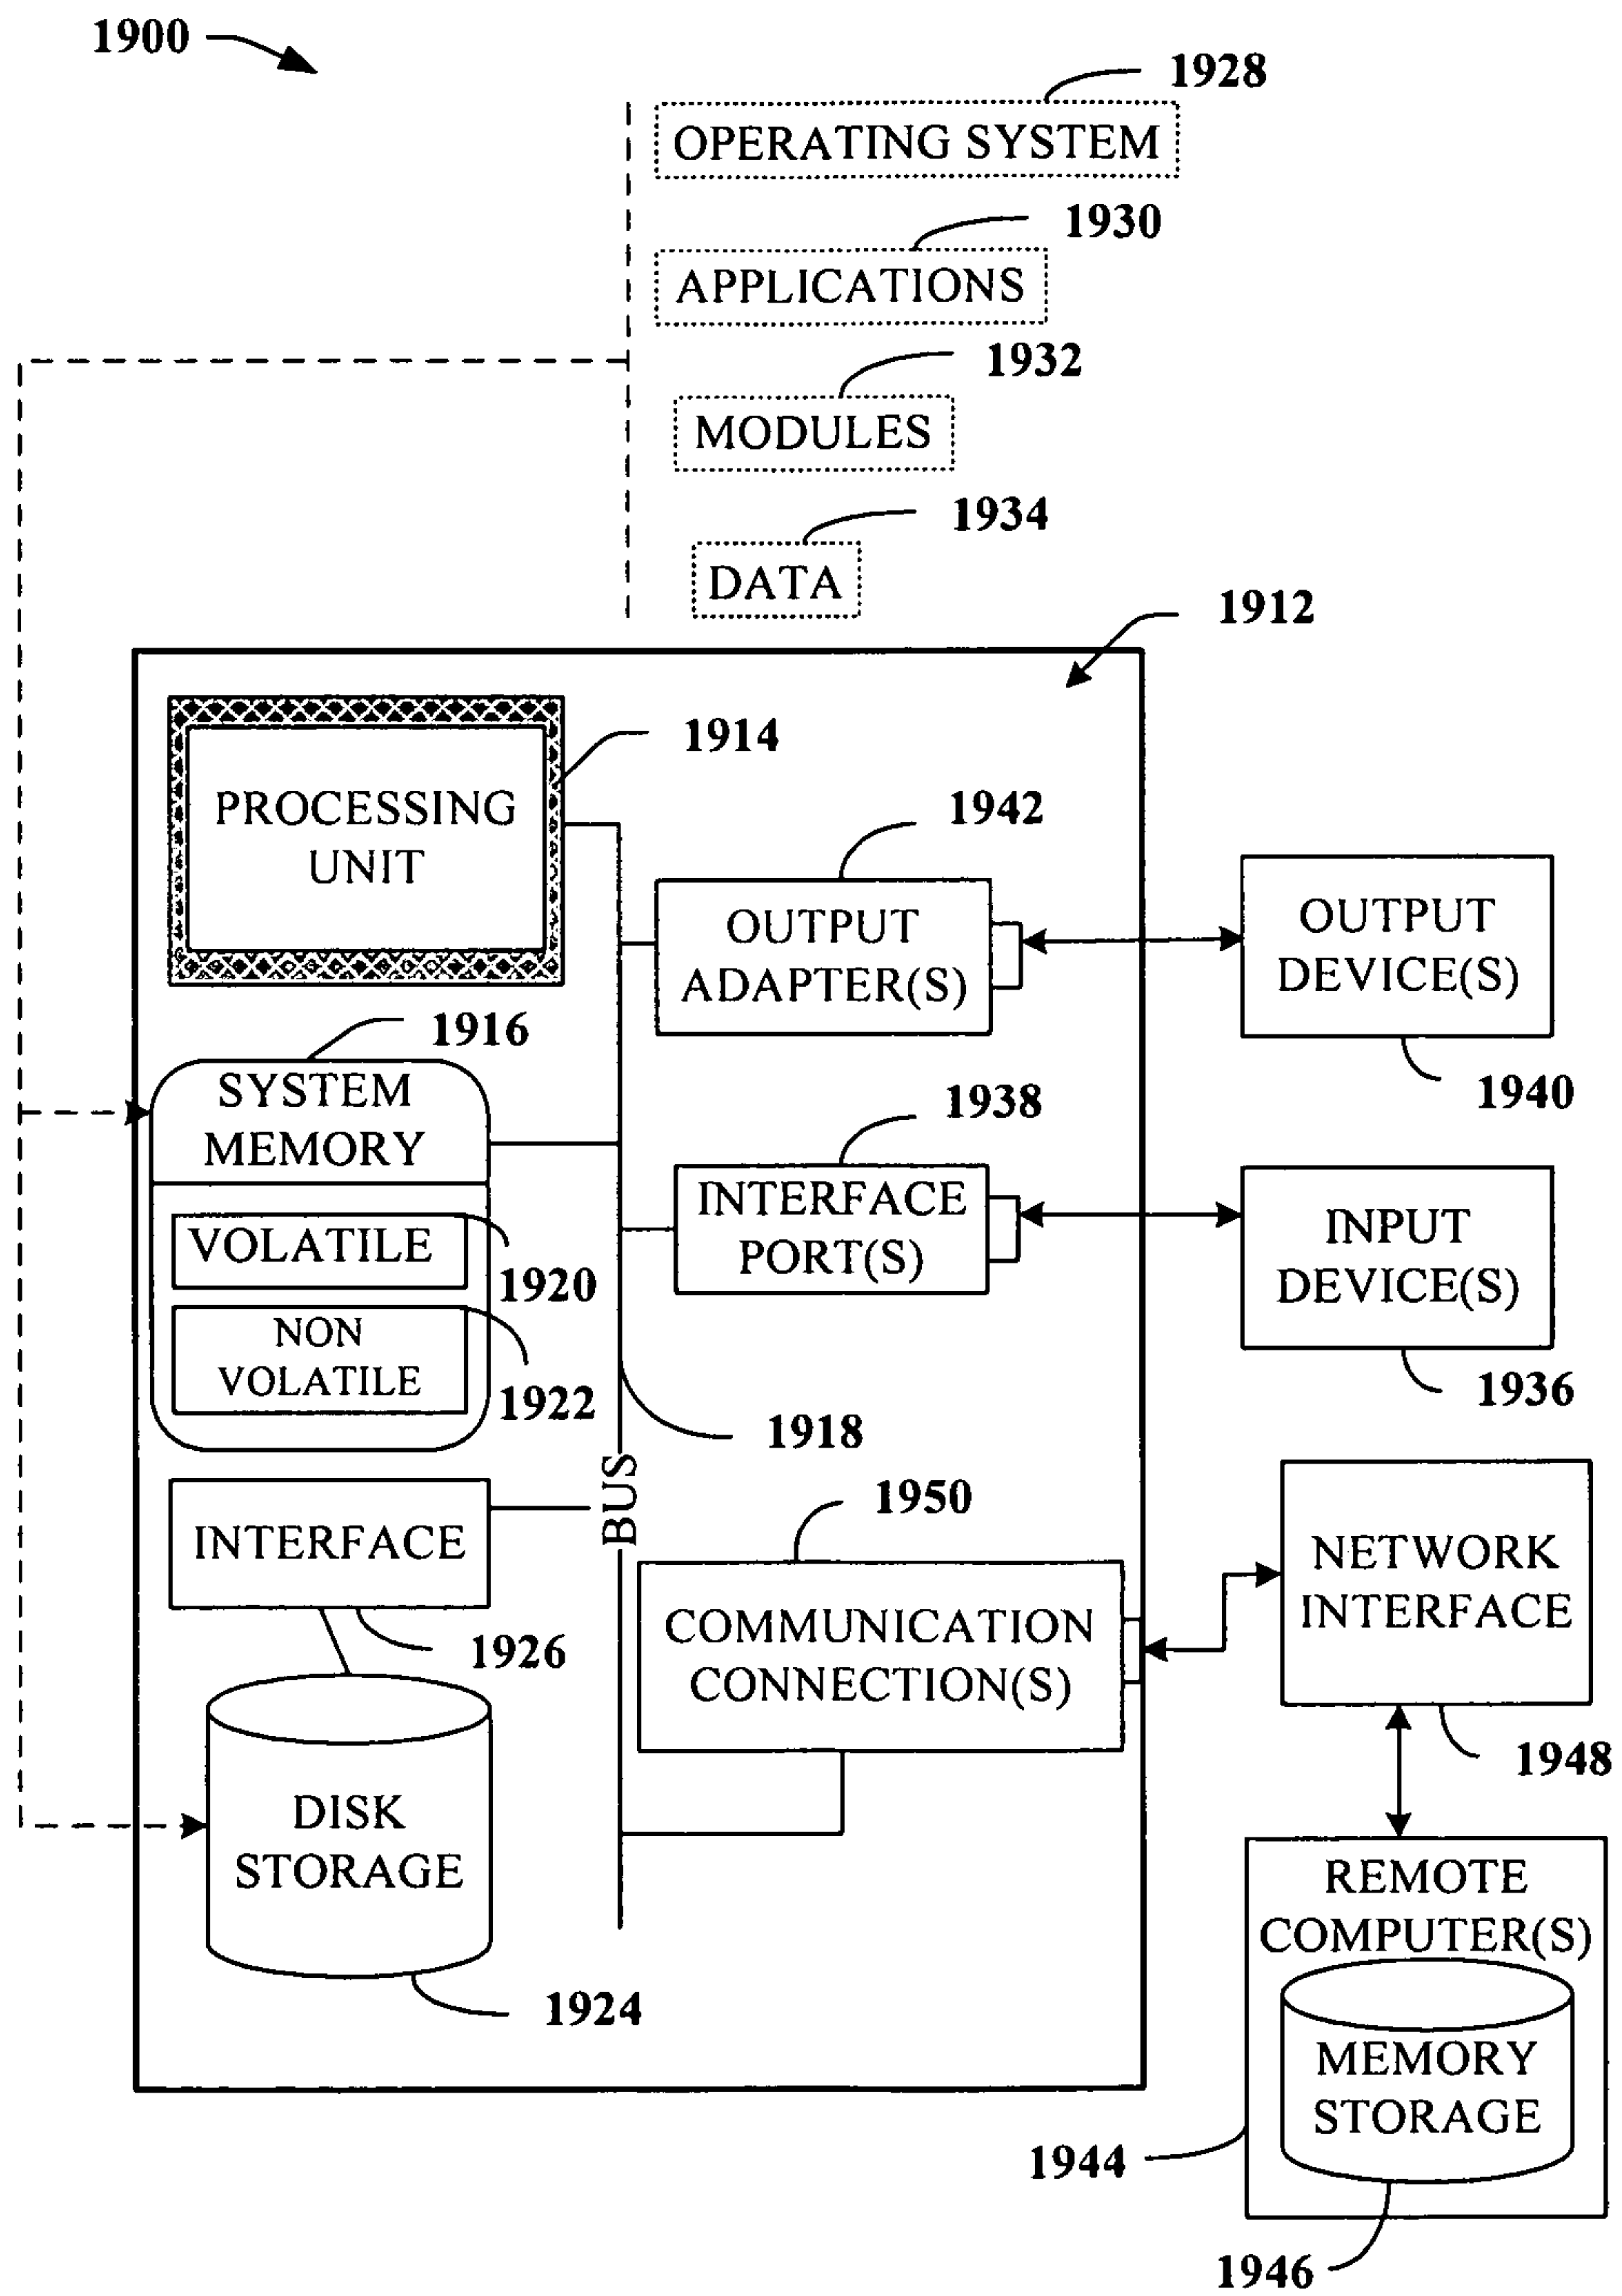 1900
1928
OPERATING SYSTEM
1930
APPLICATIONS
1932
MODULES
1934
DATA
1912
1914
PROCESSING
UNIT
1942
OUTPUT
ADAPTER(S)
OUTPUT
DEVICE(S)
1940
1916
SYSTEM
MEMORY
1938
INTERFACE
PORT(S)
INPUT
DEVICE(S)
1936
VOLATILE
1920
NON
VOLATILE
1922
1918
BUS
INTERFACE
1926
1950
COMMUNICATION
CONNECTION(S)
NETWORK
INTERFACE
1948
DISK
STORAGE
1924
REMOTE
COMPUTER(S)
MEMORY
STORAGE
1944
1946